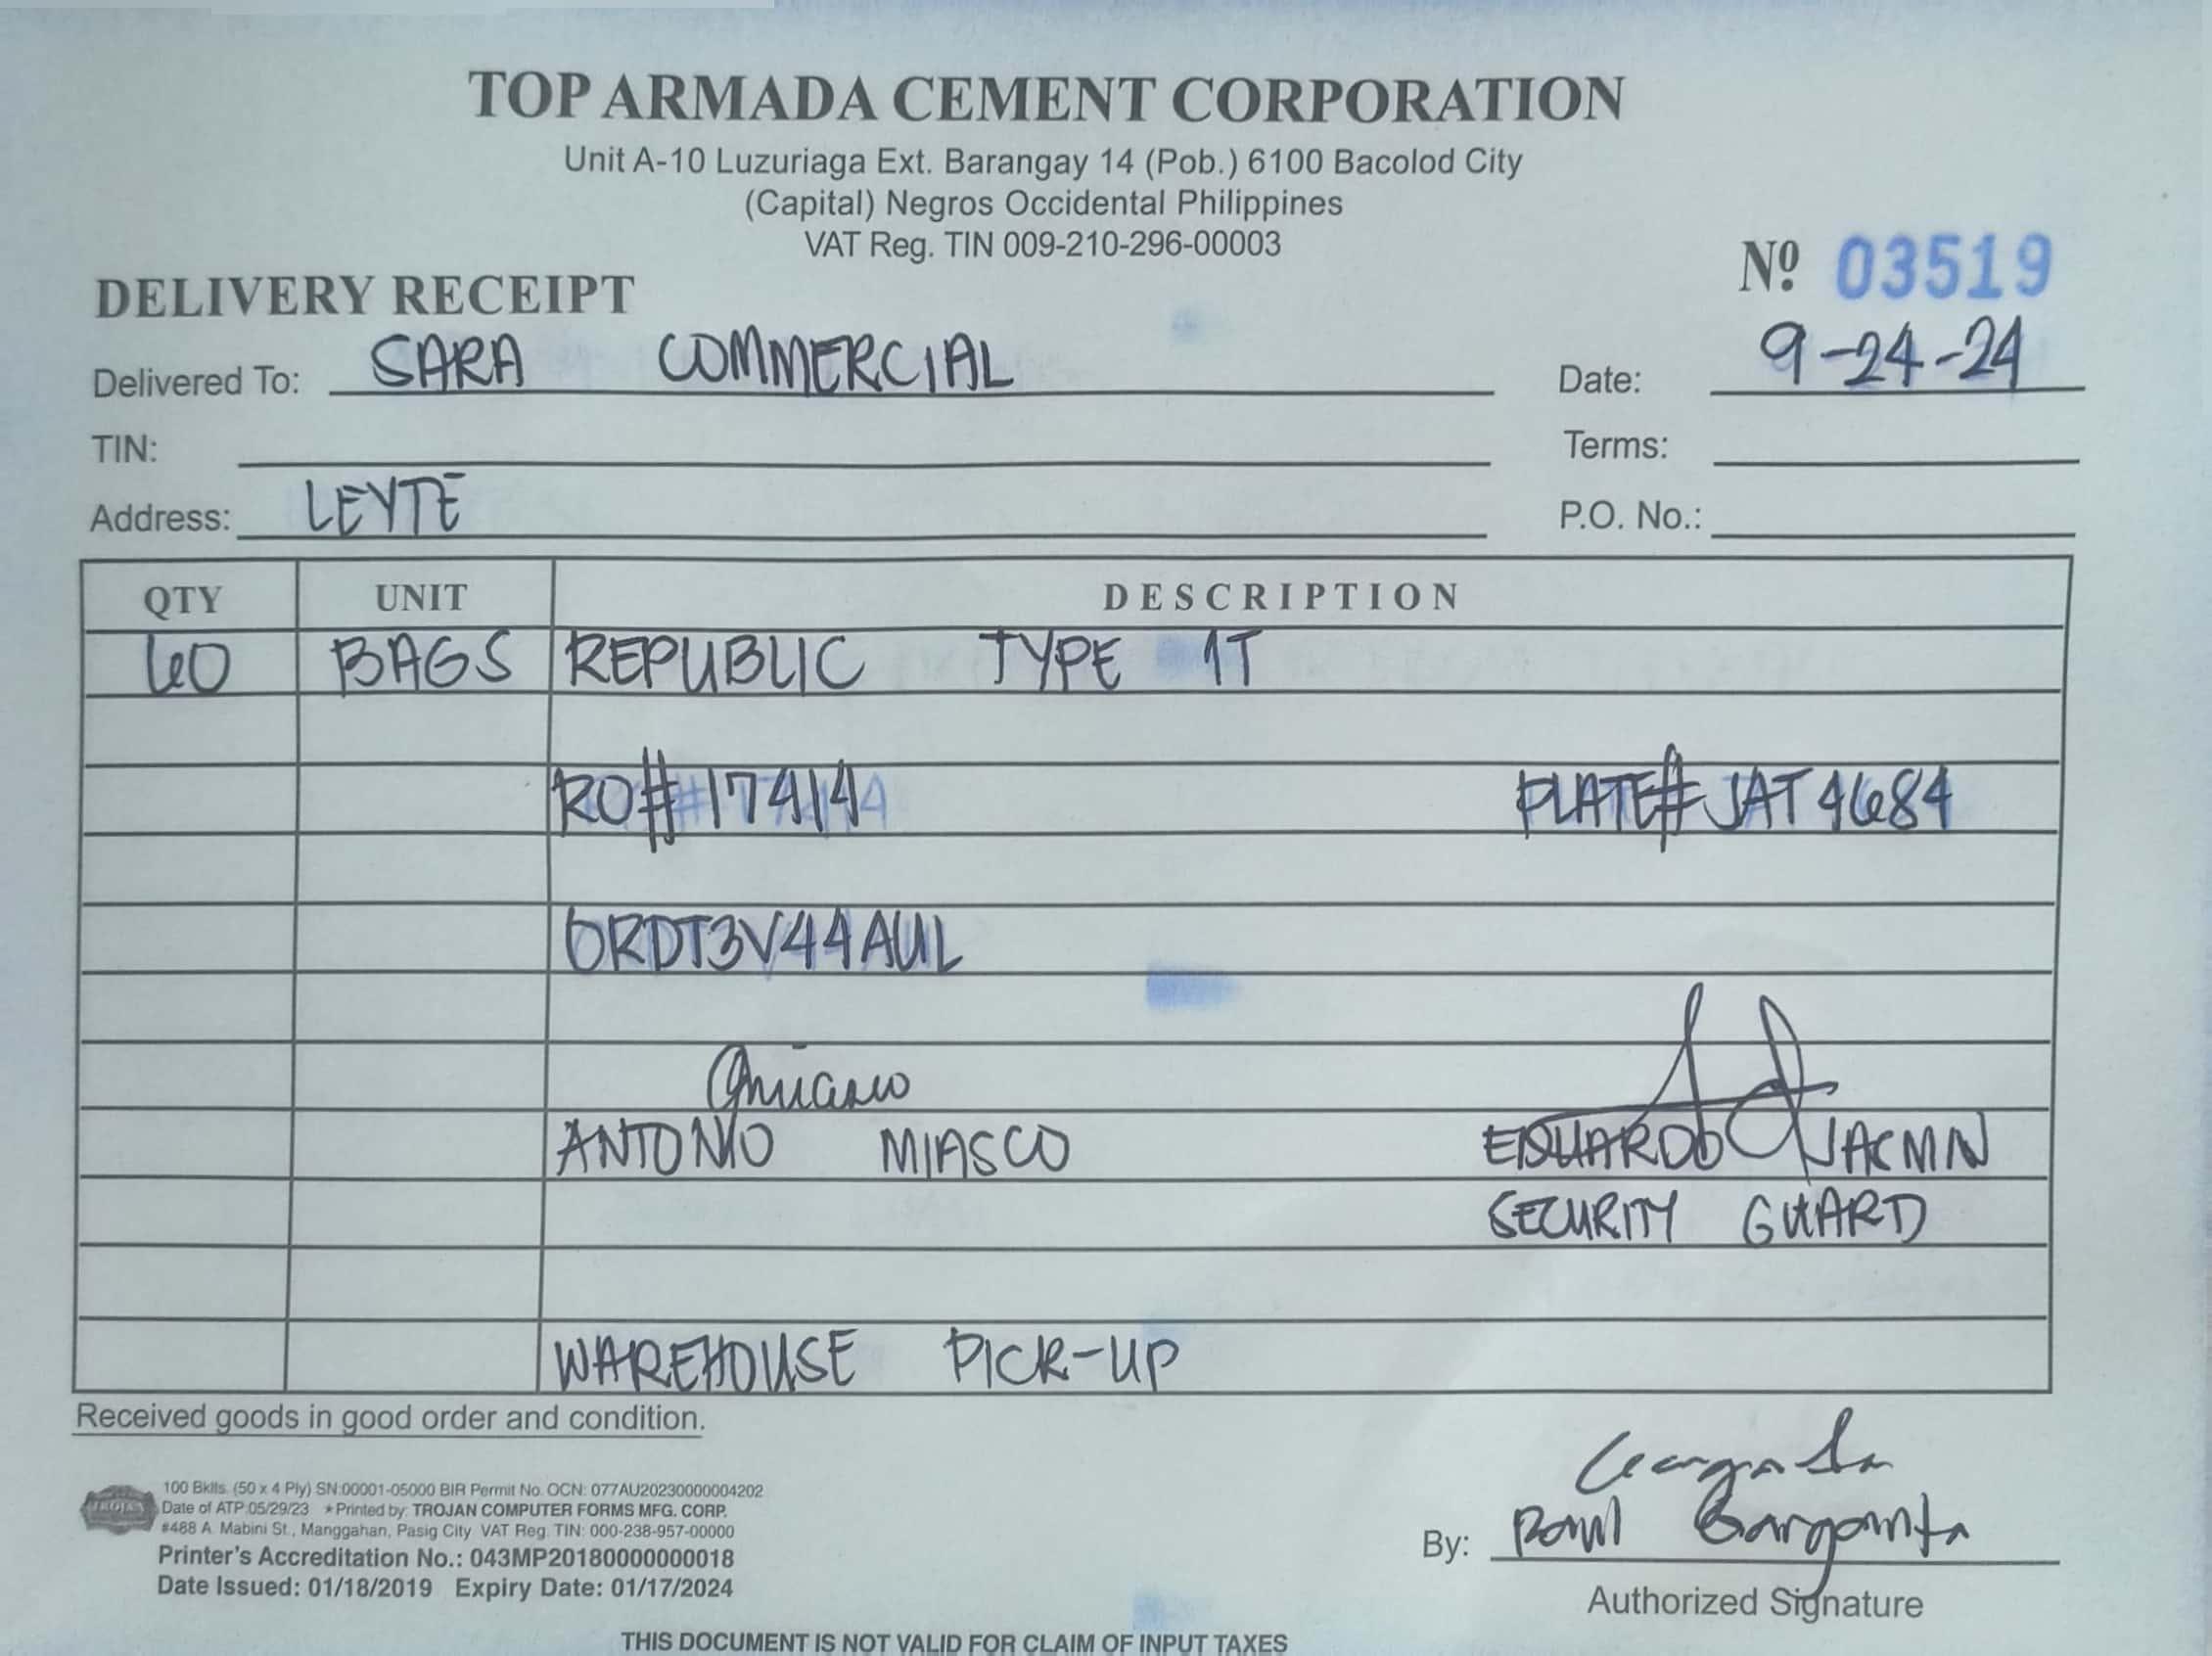 TOP ARMADA CEMENT CORPORATION
Unit A-10 Luzuriaga Ext. Barangay 14 (Pob.) 6100 Bacolod City
(Capital) Negros Occidental Philippines
VAT Reg. TIN 009-210-296-00003
Nº 03519
DELIVERY RECEIPT
Delivered To: SARA COMMERCIAL Date: 9-24-24
TIN: Terms:
Address: LEYTE P.O. No.:
QTY UNIT DESCRIPTION
60 BAGS REPUBLIC TYPE 1T
RO#17414 PLATE# JAT4684
ORDT3V44AUL
ANTONIO MIASCO EDUARDO
SECURITY GUARD
WAREHOUSE PICK-UP
Received goods in good order and condition.
100 Bklts. (50 x 4 Ply) SN:00001-05000 BIR Permit No. OCN: 077AU20230000004202
TROJAN Date of ATP:05/29/23 *Printed by: TROJAN COMPUTER FORMS MFG. CORP.
#488 A. Mabini St., Manggahan, Pasig City VAT Reg. TIN: 000-238-957-00000
Printer's Accreditation No.: 043MP20180000000018
Date Issued: 01/18/2019 Expiry Date: 01/17/2024
By: Raul Garganta
Authorized Signature
THIS DOCUMENT IS NOT VALID FOR CLAIM OF INPUT TAXES